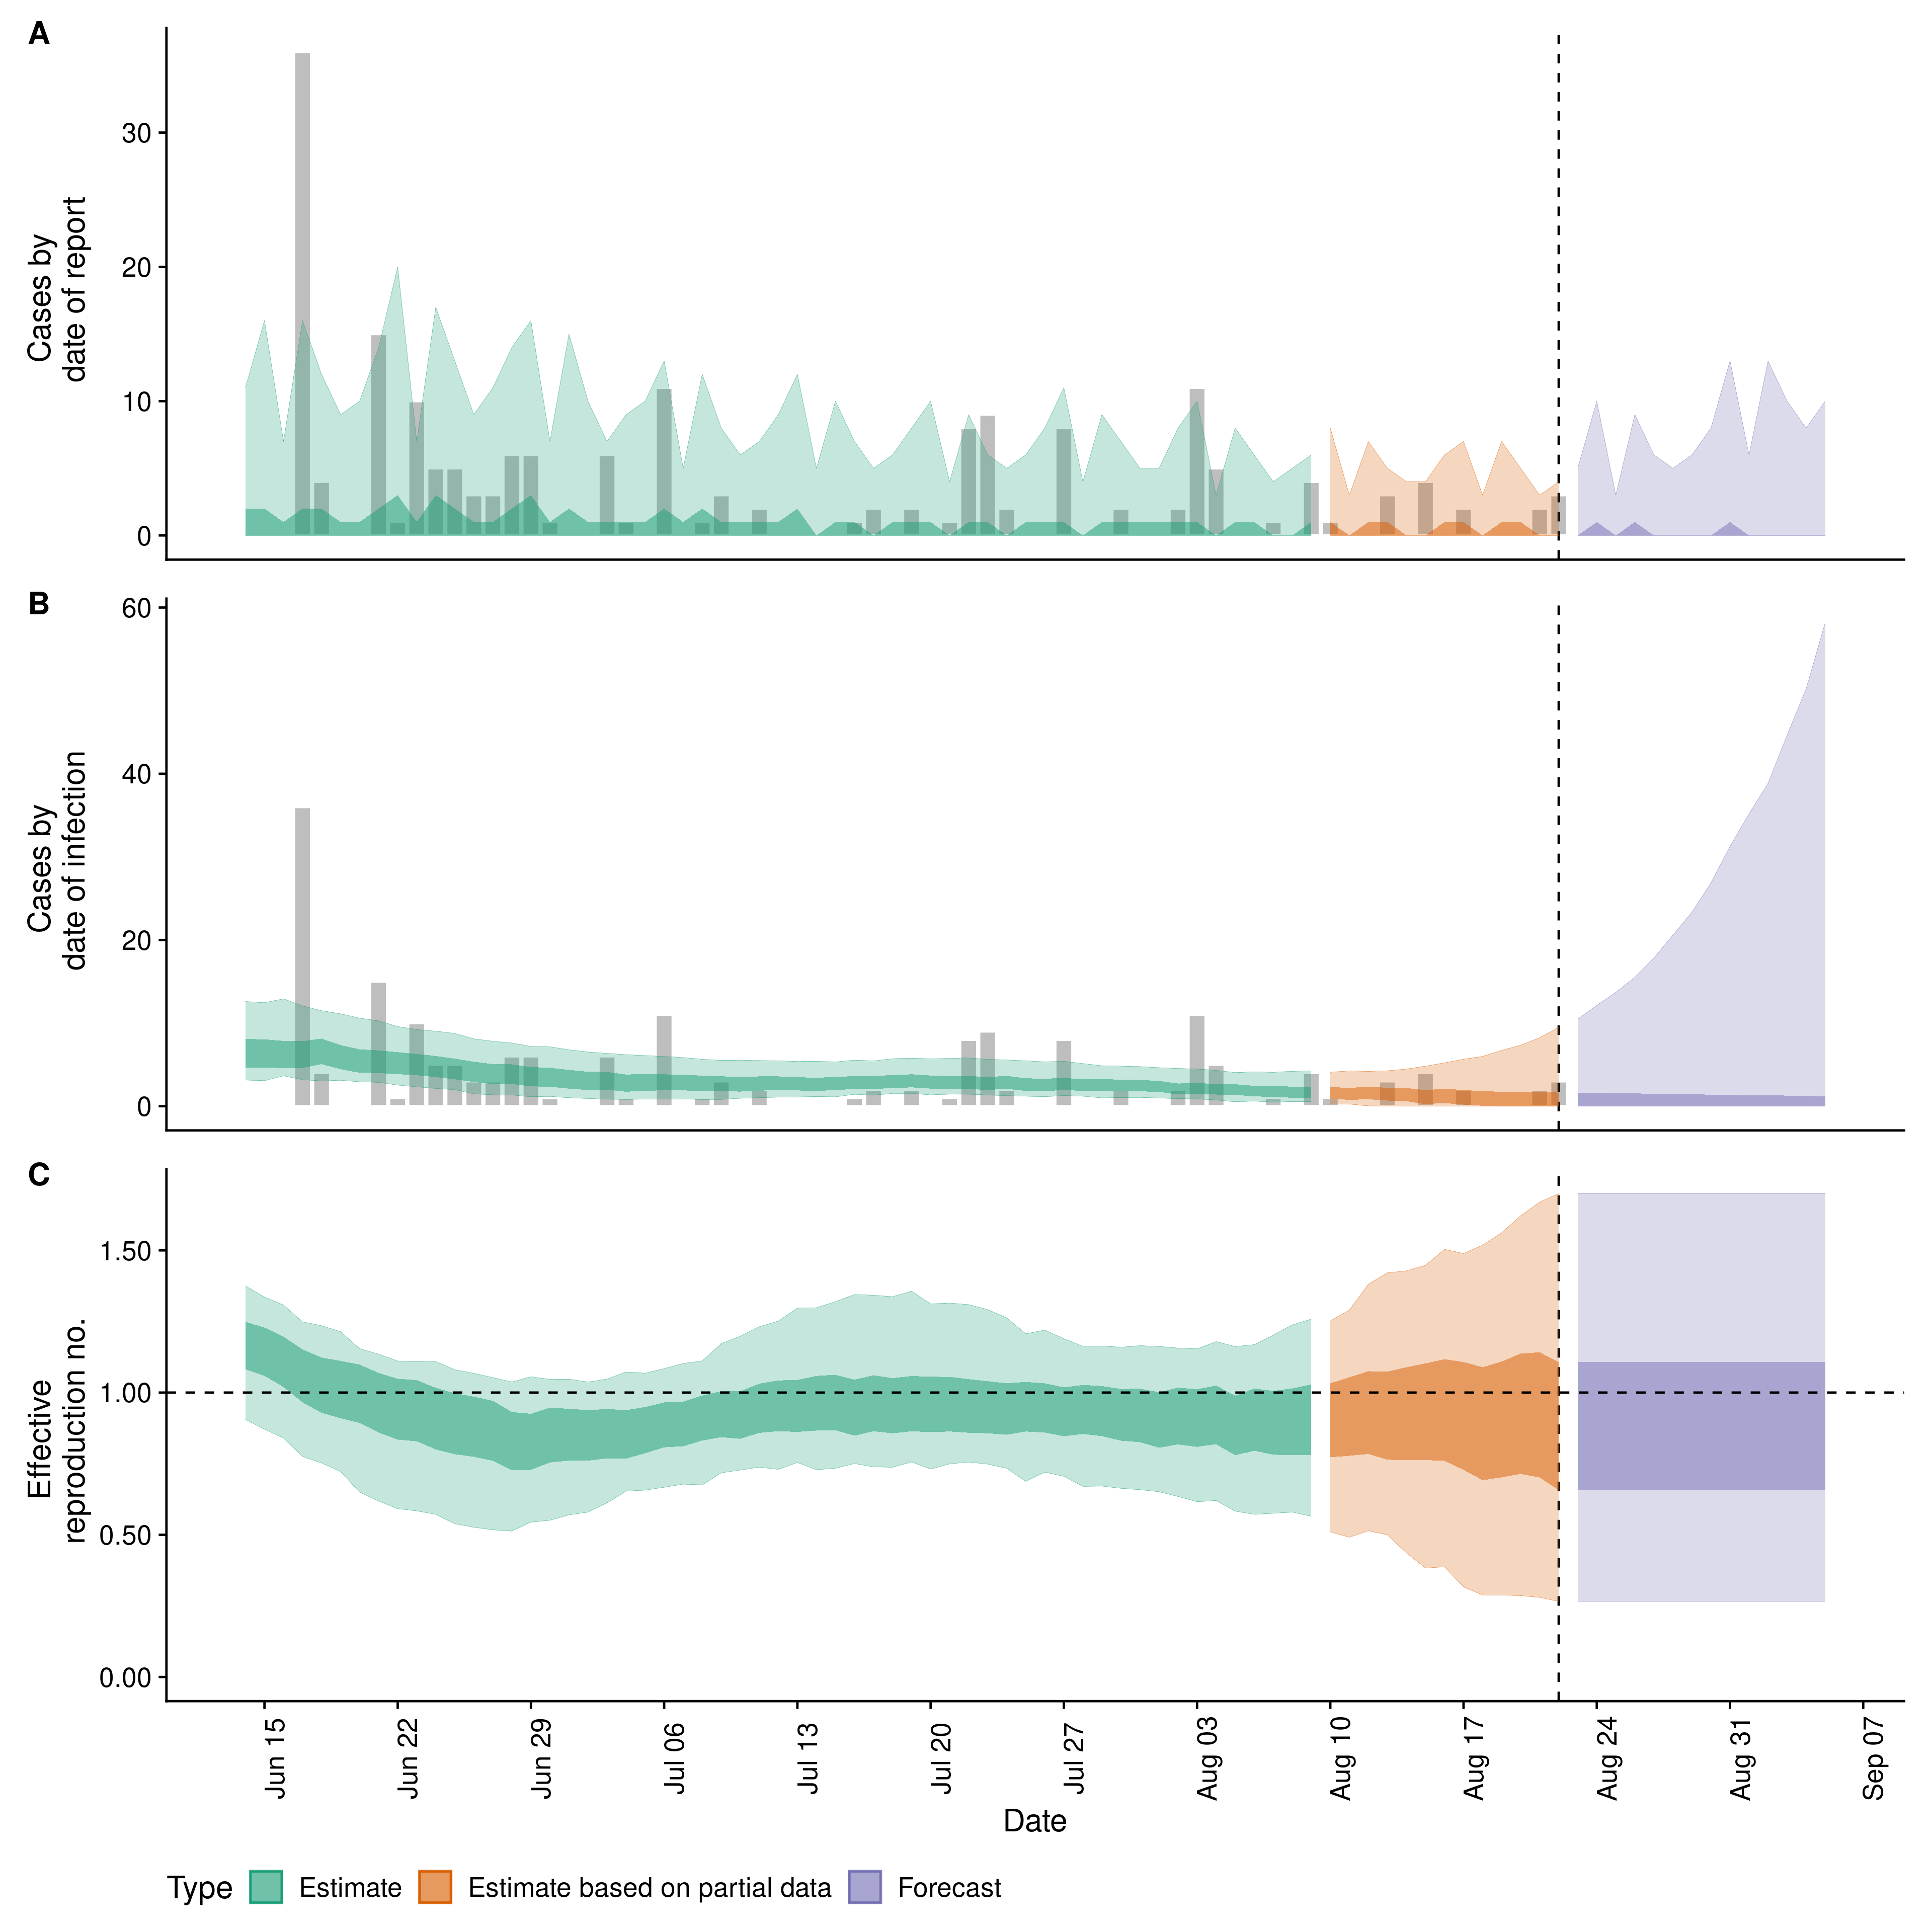 A
Cases by
date of report
30
20
10
0
B
Cases by
date of infection
60
40
20
0
C
Effective
reproduction no.
1.50
1.00
0.50
0.00
Jun 15
Jun 22
Jun 29
Jul 06
Jul 13
Jul 20
Jul 27
Aug 03
Aug 10
Aug 17
Aug 24
Aug 31
Sep 07
Date
Type Estimate Estimate based on partial data Forecast